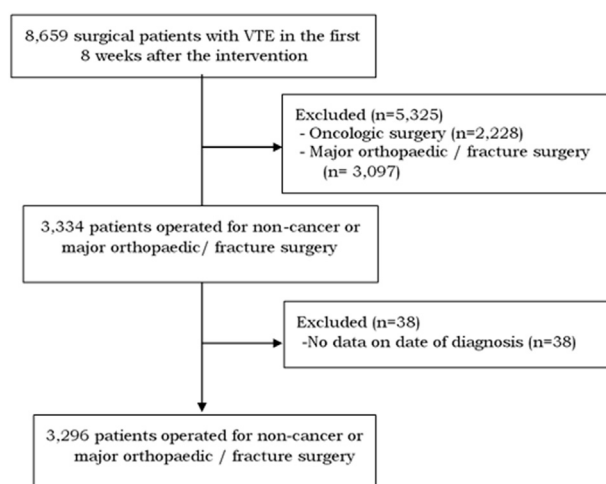 8,659 surgical patients with VTE in the first
8 weeks after the intervention
Excluded (n=5,325)
- Oncologic surgery (n=2,228)
- Major orthopaedic / fracture surgery
(n= 3,097)
3,334 patients operated for non-cancer or
major orthopaedic/ fracture surgery
Excluded (n=38)
-No data on date of diagnosis (n=38)
3,296 patients operated for non-cancer or
major orthopaedic / fracture surgery